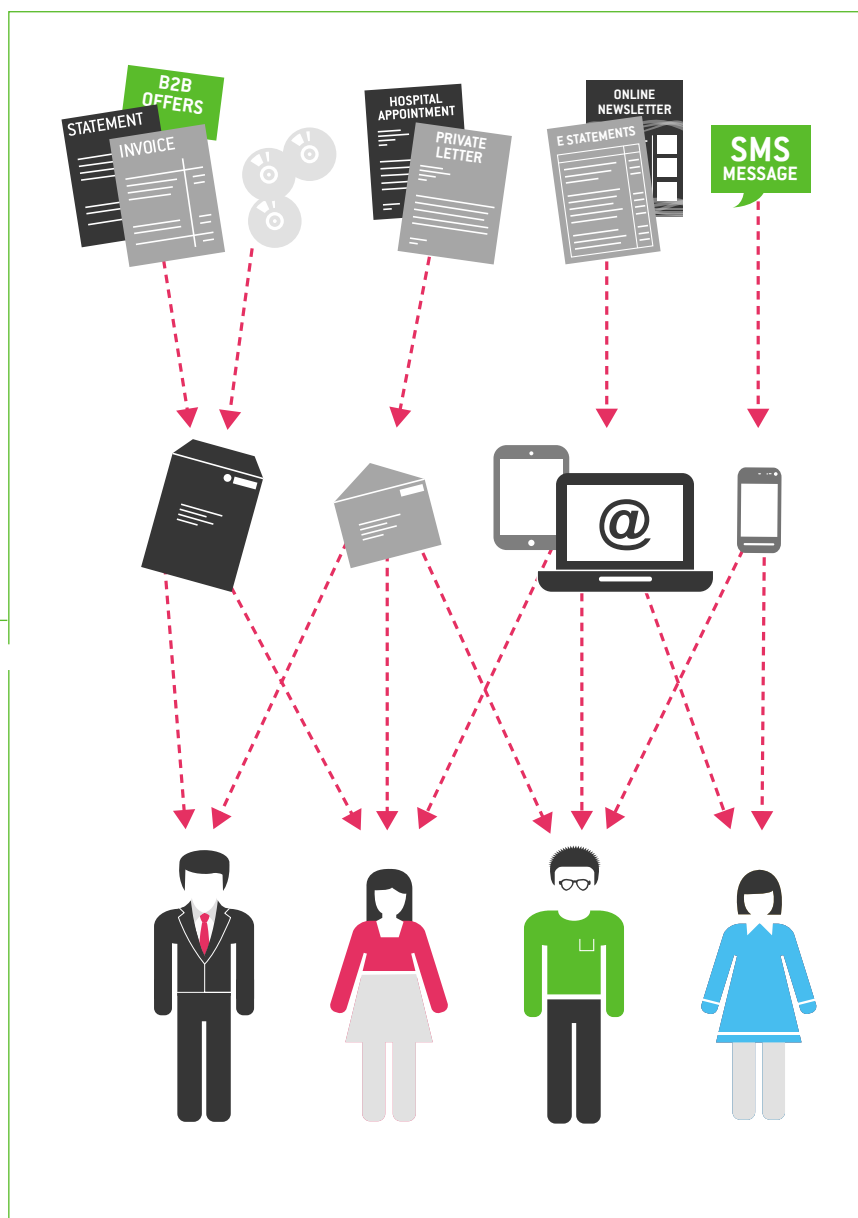 B2B
OFFERS
STATEMENT
INVOICE
HOSPITAL
APPOINTMENT
PRIVATE
LETTER
ONLINE
NEWSLETTER
E STATEMENTS
SMS
MESSAGE
@